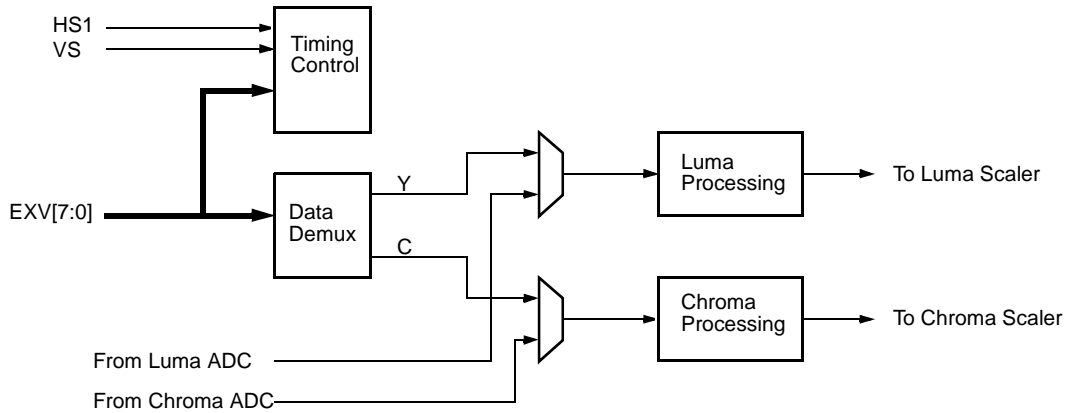 HS1
VS
Timing
Control
EXV[7:0]
Data
Demux
Y
C
Luma
Processing
To Luma Scaler
Chroma
Processing
To Chroma Scaler
From Luma ADC
From Chroma ADC